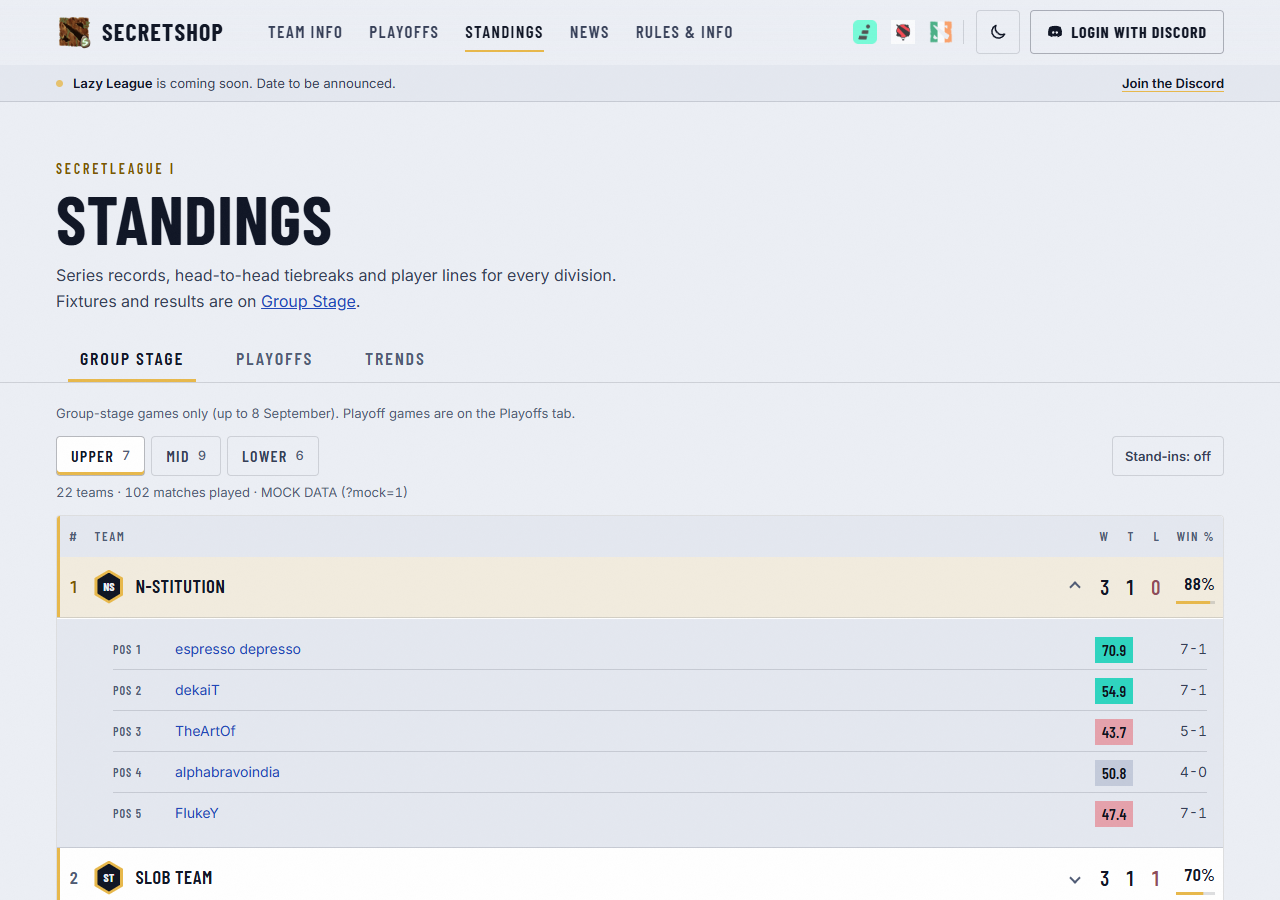 SECRETSHOP TEAM INFO PLAYOFFS STANDINGS NEWS RULES & INFO LOGIN WITH DISCORD
Lazy League is coming soon. Date to be announced. Join the Discord
SECRETLEAGUE I
STANDINGS
Series records, head-to-head tiebreaks and player lines for every division.
Fixtures and results are on Group Stage.
GROUP STAGE PLAYOFFS TRENDS
Group-stage games only (up to 8 September). Playoff games are on the Playoffs tab.
UPPER 7 MID 9 LOWER 6 Stand-ins: off
22 teams · 102 matches played · MOCK DATA (?mock=1)
# TEAM W T L WIN %
1 NS N-STITUTION 3 1 0 88%
POS 1 espresso depresso 70.9 7-1
POS 2 dekaiT 54.9 7-1
POS 3 TheArtOf 43.7 5-1
POS 4 alphabravoindia 50.8 4-0
POS 5 FlukeY 47.4 7-1
2 ST SLOB TEAM 3 1 1 70%